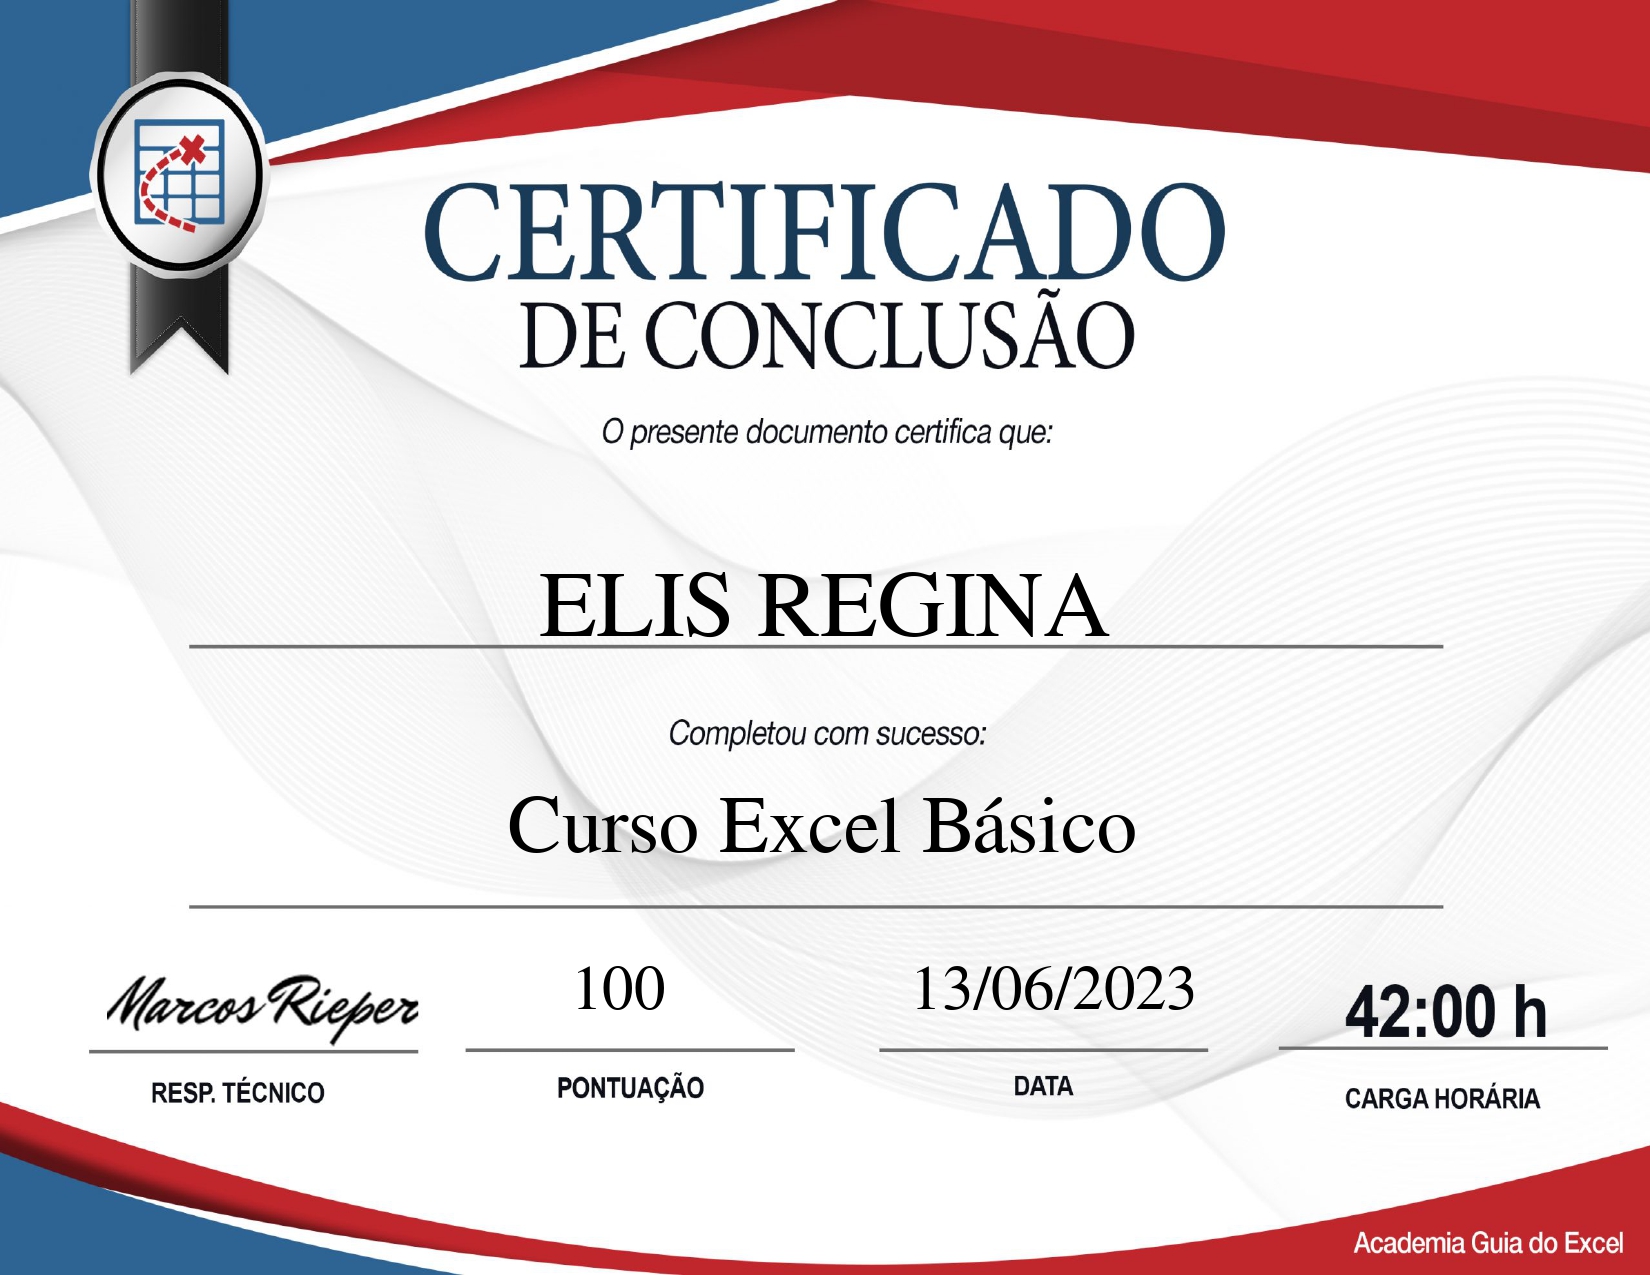 CERTIFICADO
DE CONCLUSÃO
O presente documento certifica que:
ELIS REGINA
Completou com sucesso:
Curso Excel Básico
Marcos Rieper
RESP. TÉCNICO
100
PONTUAÇÃO
13/06/2023
DATA
42:00 h
CARGA HORÁRIA
Academia Guia do Excel